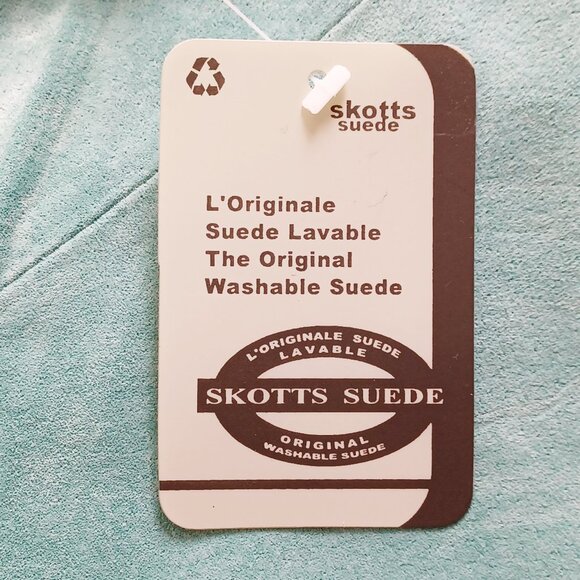 skotts
suede
L'Originale
Suede Lavable
The Original
Washable Suede
L'ORIGINALE SUEDE
LAVABLE
SKOTTS SUEDE
ORIGINAL
WASHABLE SUEDE